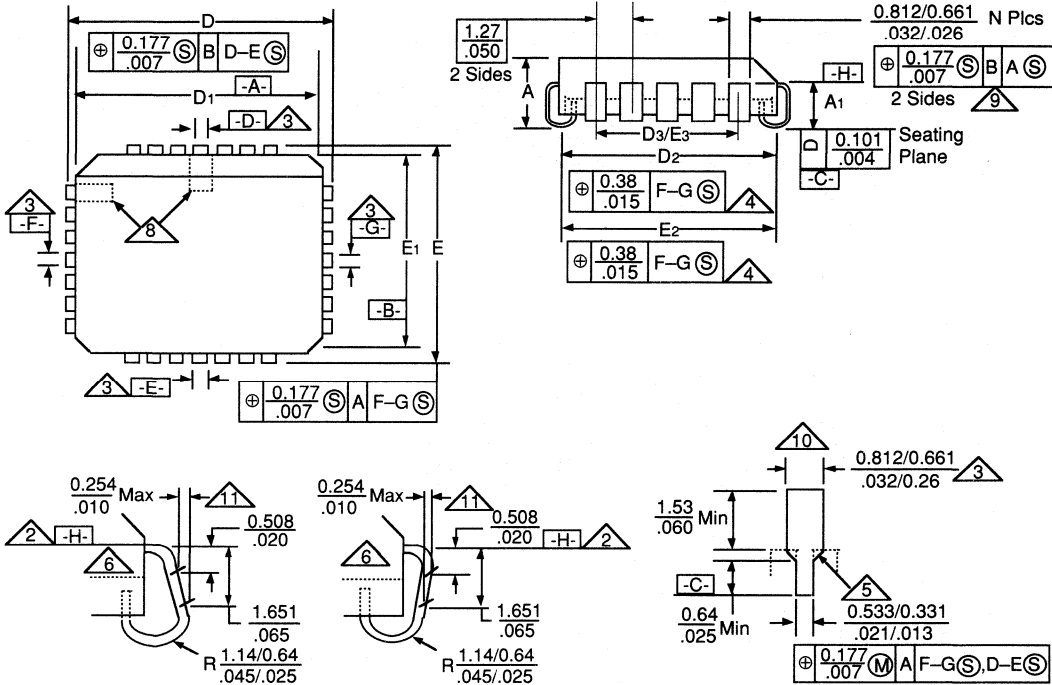 D
⌖ 0.177 Ⓢ B D–E Ⓢ
.007
-A-
D1
-D- 3
3
-F-
8
3
-G-
E1 E
-B-
3 -E-
⌖ 0.177 Ⓢ A F–G Ⓢ
.007
1.27
.050
2 Sides
0.812/0.661 N Plcs
.032/.026
⌖ 0.177 Ⓢ B A Ⓢ
.007
2 Sides 9
-H-
A
A1
D3/E3
D2
D 0.101 Seating
.004 Plane
-C-
⌖ 0.38 F–G Ⓢ
.015
4
E2
⌖ 0.38 F–G Ⓢ
.015
4
0.254 Max
.010
11
0.508
.020
2 -H-
6
1.651
.065
R 1.14/0.64
.045/.025
0.254 Max
.010
11
0.508
.020
-H- 2
6
1.651
.065
R 1.14/0.64
.045/.025
10
0.812/0.661
.032/0.26
3
1.53 Min
.060
-C-
5
0.64 Min
.025
0.533/0.331
.021/.013
⌖ 0.177 Ⓜ A F–GⓈ,D–EⓈ
.007